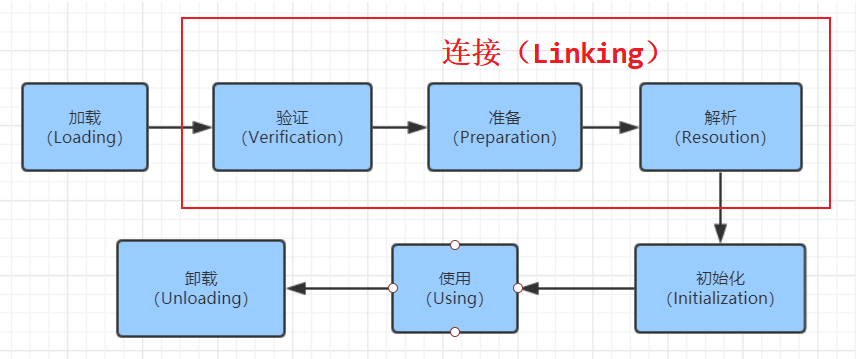 连接（Linking）
加载
（Loading）
验证
（Verification）
准备
（Preparation）
解析
（Resoution）
初始化
（Initialization）
使用
（Using）
卸载
（Unloading）